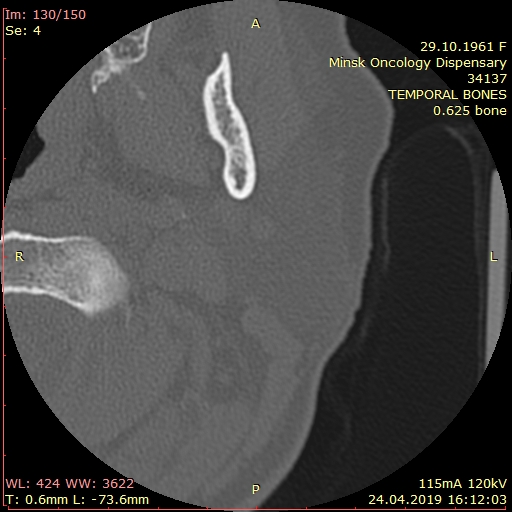 Im: 130/150
Se: 4
A
29.10.1961 F
Minsk Oncology Dispensary
34137
TEMPORAL BONES
0.625 bone
R
L
WL: 424 WW: 3622
T: 0.6mm L: -73.6mm
P
115mA 120kV
24.04.2019 16:12:03